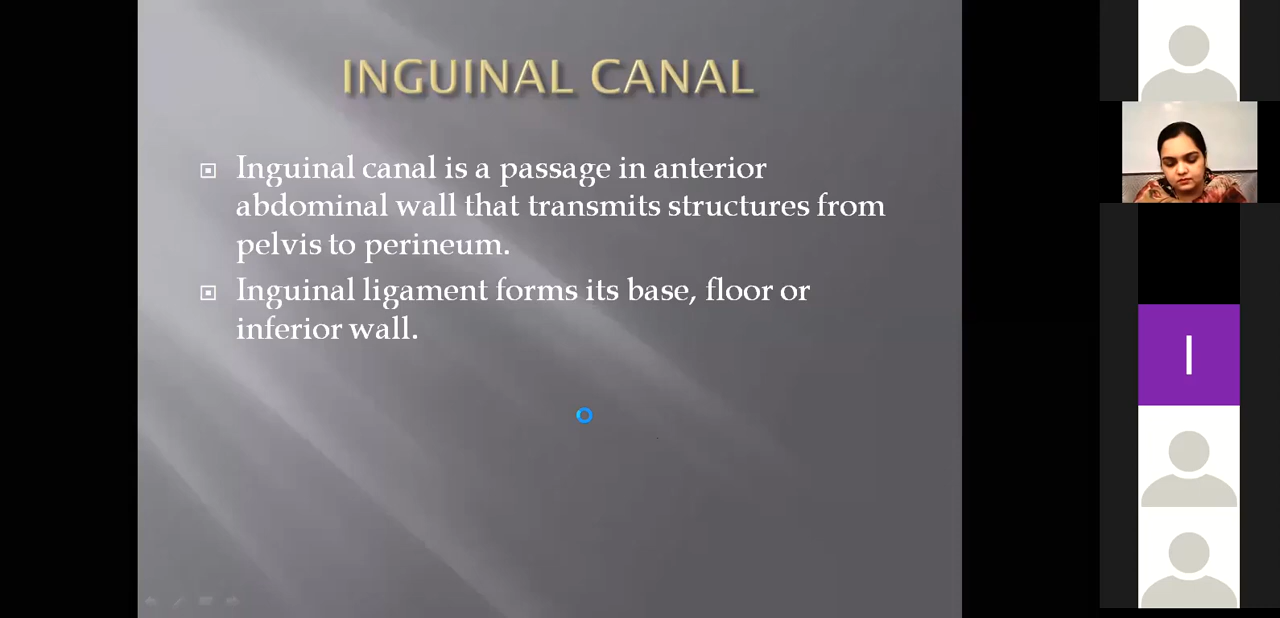 INGUINAL CANAL
Inguinal canal is a passage in anterior
abdominal wall that transmits structures from
pelvis to perineum.
Inguinal ligament forms its base, floor or
inferior wall.
I